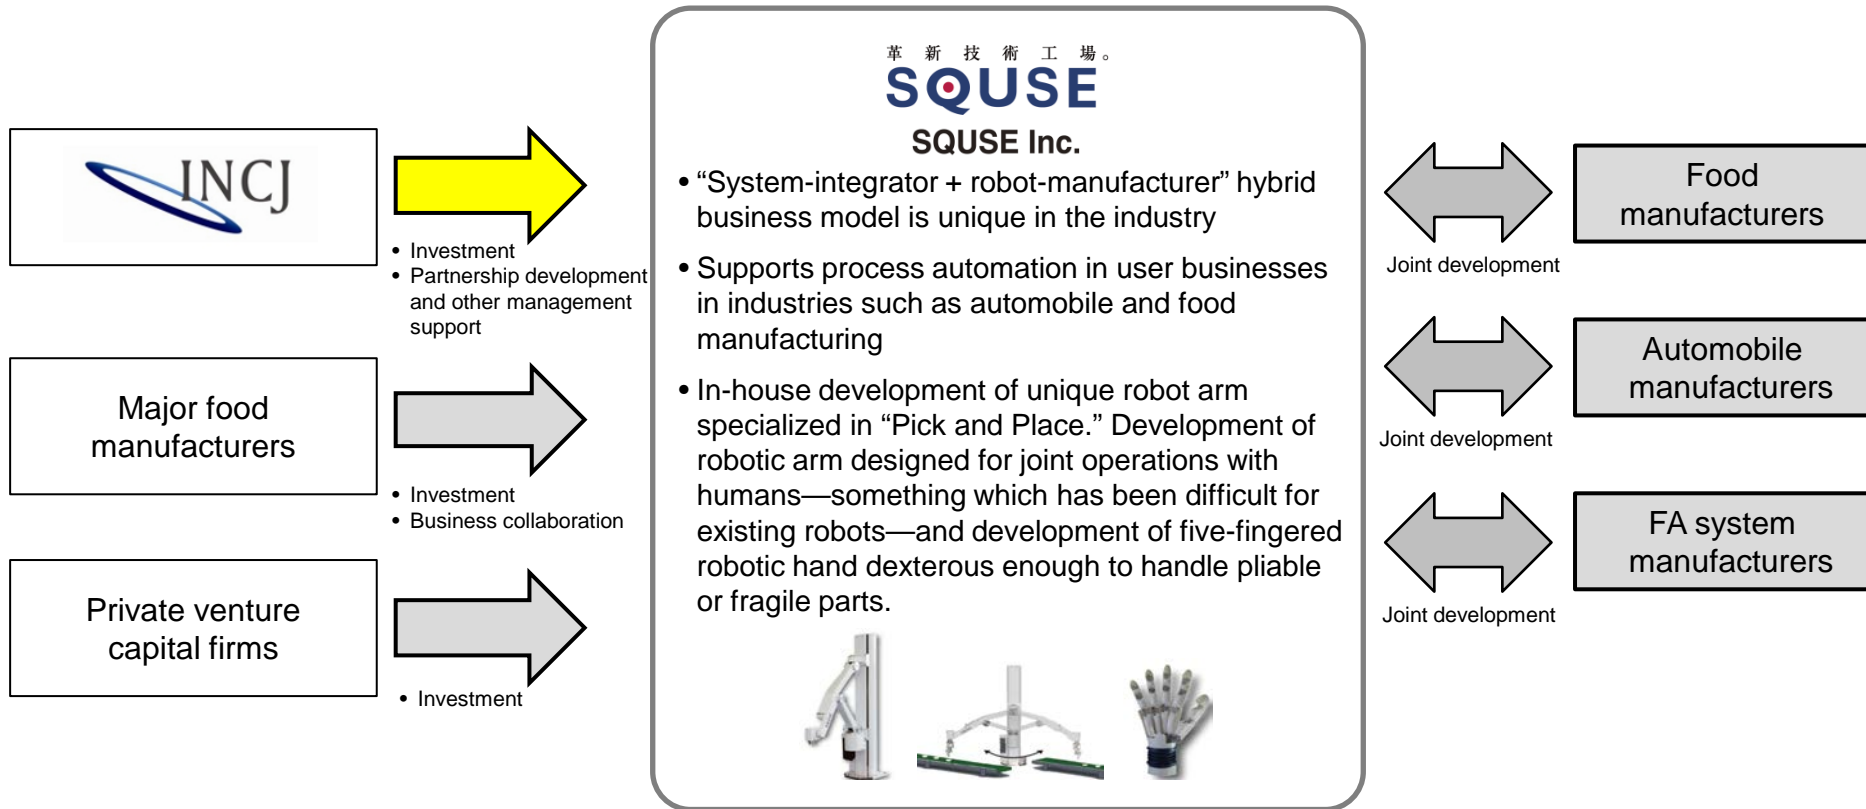 INCJ
• Investment
• Partnership development
and other management
support
Major food
manufacturers
• Investment
• Business collaboration
Private venture
capital firms
• Investment
革新技術工場。
SQUSE
SQUSE Inc.
• “System-integrator + robot-manufacturer” hybrid
business model is unique in the industry
• Supports process automation in user businesses
in industries such as automobile and food
manufacturing
• In-house development of unique robot arm
specialized in “Pick and Place.” Development of
robotic arm designed for joint operations with
humans—something which has been difficult for
existing robots—and development of five-fingered
robotic hand dexterous enough to handle pliable
or fragile parts.
Food
manufacturers
Joint development
Automobile
manufacturers
Joint development
FA system
manufacturers
Joint development